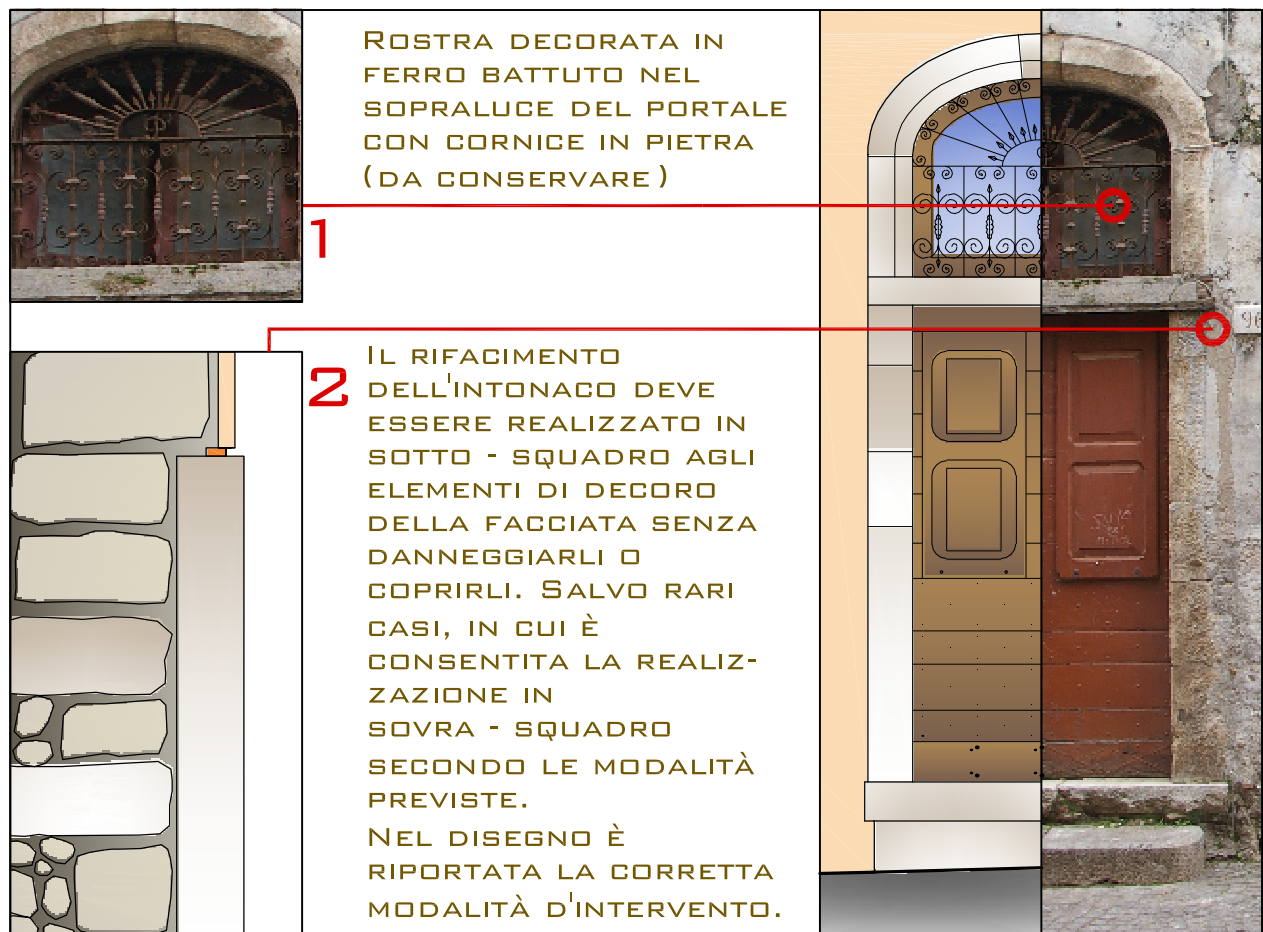 ROSTRA DECORATA IN
FERRO BATTUTO NEL
SOPRALUCE DEL PORTALE
CON CORNICE IN PIETRA
(DA CONSERVARE)
1
2
IL RIFACIMENTO
DELL'INTONACO DEVE
ESSERE REALIZZATO IN
SOTTO - SQUADRO AGLI
ELEMENTI DI DECORO
DELLA FACCIATA SENZA
DANNEGGIARLI O
COPRIRLI. SALVO RARI
CASI, IN CUI È
CONSENTITA LA REALIZ-
ZAZIONE IN
SOVRA - SQUADRO
SECONDO LE MODALITÀ
PREVISTE.
NEL DISEGNO È
RIPORTATA LA CORRETTA
MODALITÀ D'INTERVENTO.